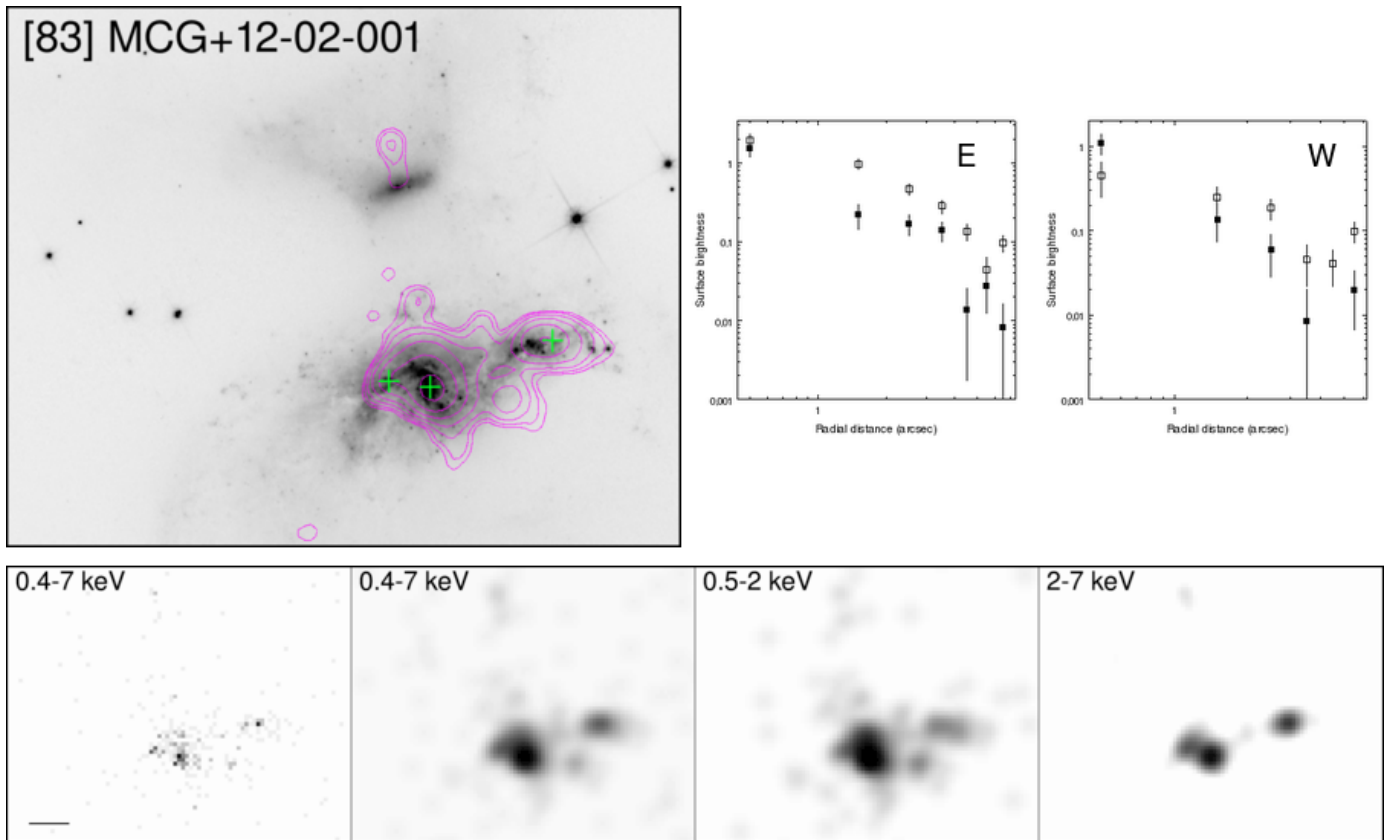 [83] MCG+12-02-001
E
1
0,1
0,01
0,001
Surface birghtness
1
Radial distance (arcsec)
W
1
0,1
0,01
0,001
Surface birghtness
1
Radial distance (arcsec)
0.4-7 keV
0.4-7 keV
0.5-2 keV
2-7 keV